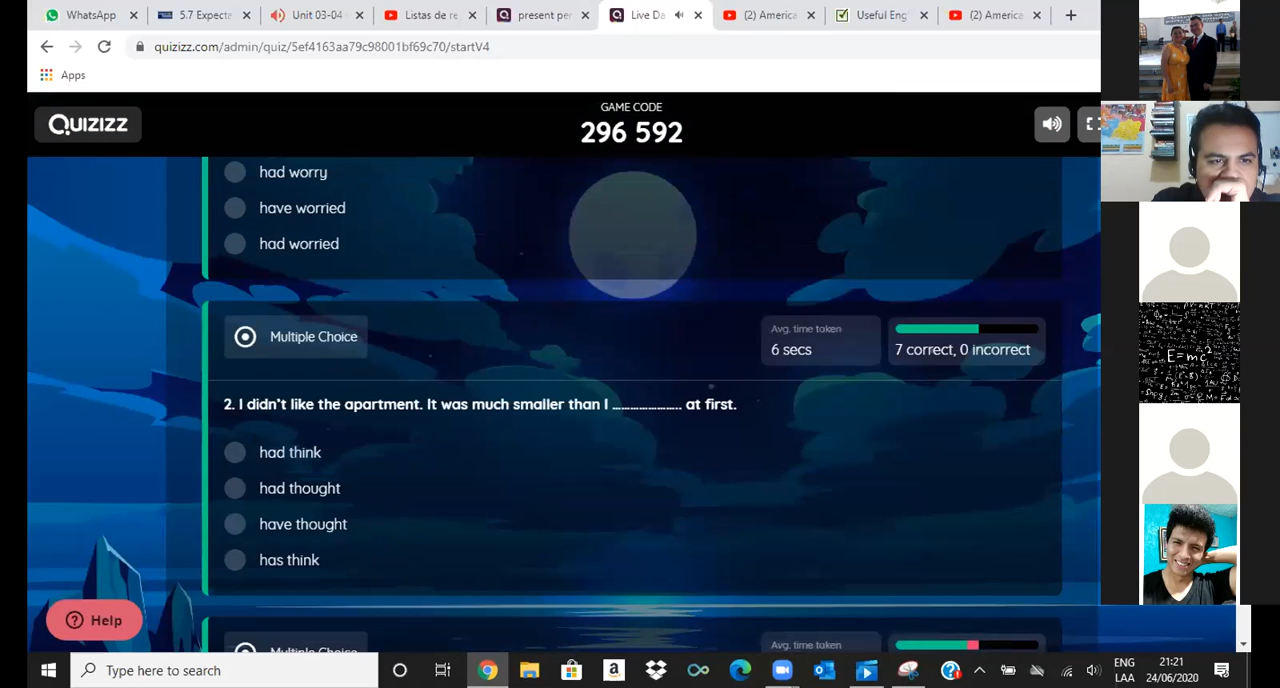 WhatsApp
5.7 Expecta
Unit 03-04
Listas de re
present per
Live Da
(2) America
Useful Eng
(2) America
quizizz.com/admin/quiz/5ef4163aa79c98001bf69c70/startV4
Apps
Quizizz
GAME CODE
296 592
had worry
have worried
had worried
Multiple Choice
Avg. time taken
6 secs
7 correct, 0 incorrect
2. I didn't like the apartment. It was much smaller than I ...................... at first.
had think
had thought
have thought
has think
E=mc²
Help
Multiple Choice
Avg. time taken
Type here to search
ENG
LAA
21:21
24/06/2020